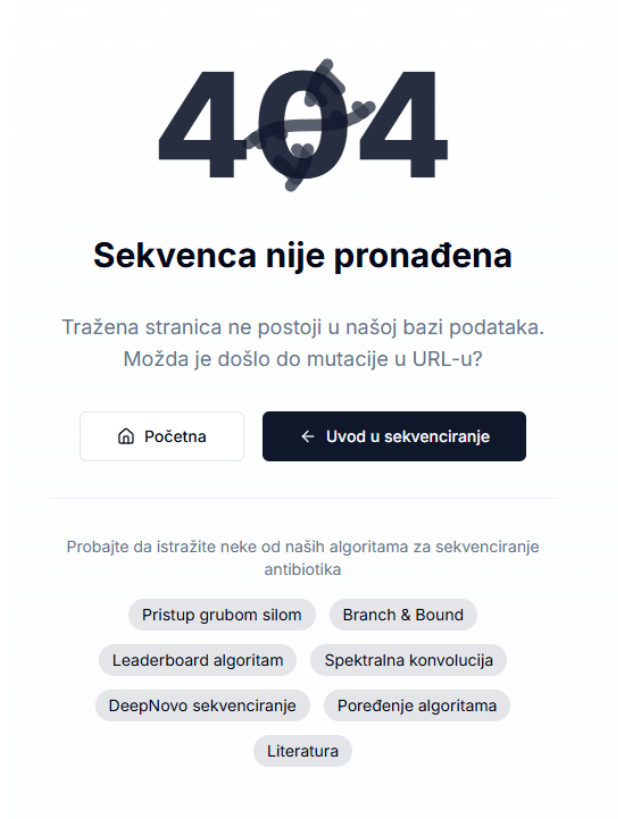 404
Sekvenca nije pronađena
Tražena stranica ne postoji u našoj bazi podataka.
Možda je došlo do mutacije u URL-u?
Početna
Uvod u sekvenciranje
Probajte da istražite neke od naših algoritama za sekvenciranje
antibiotika
Pristup grubom silom
Branch & Bound
Leaderboard algoritam
Spektralna konvolucija
DeepNovo sekvenciranje
Poređenje algoritama
Literatura